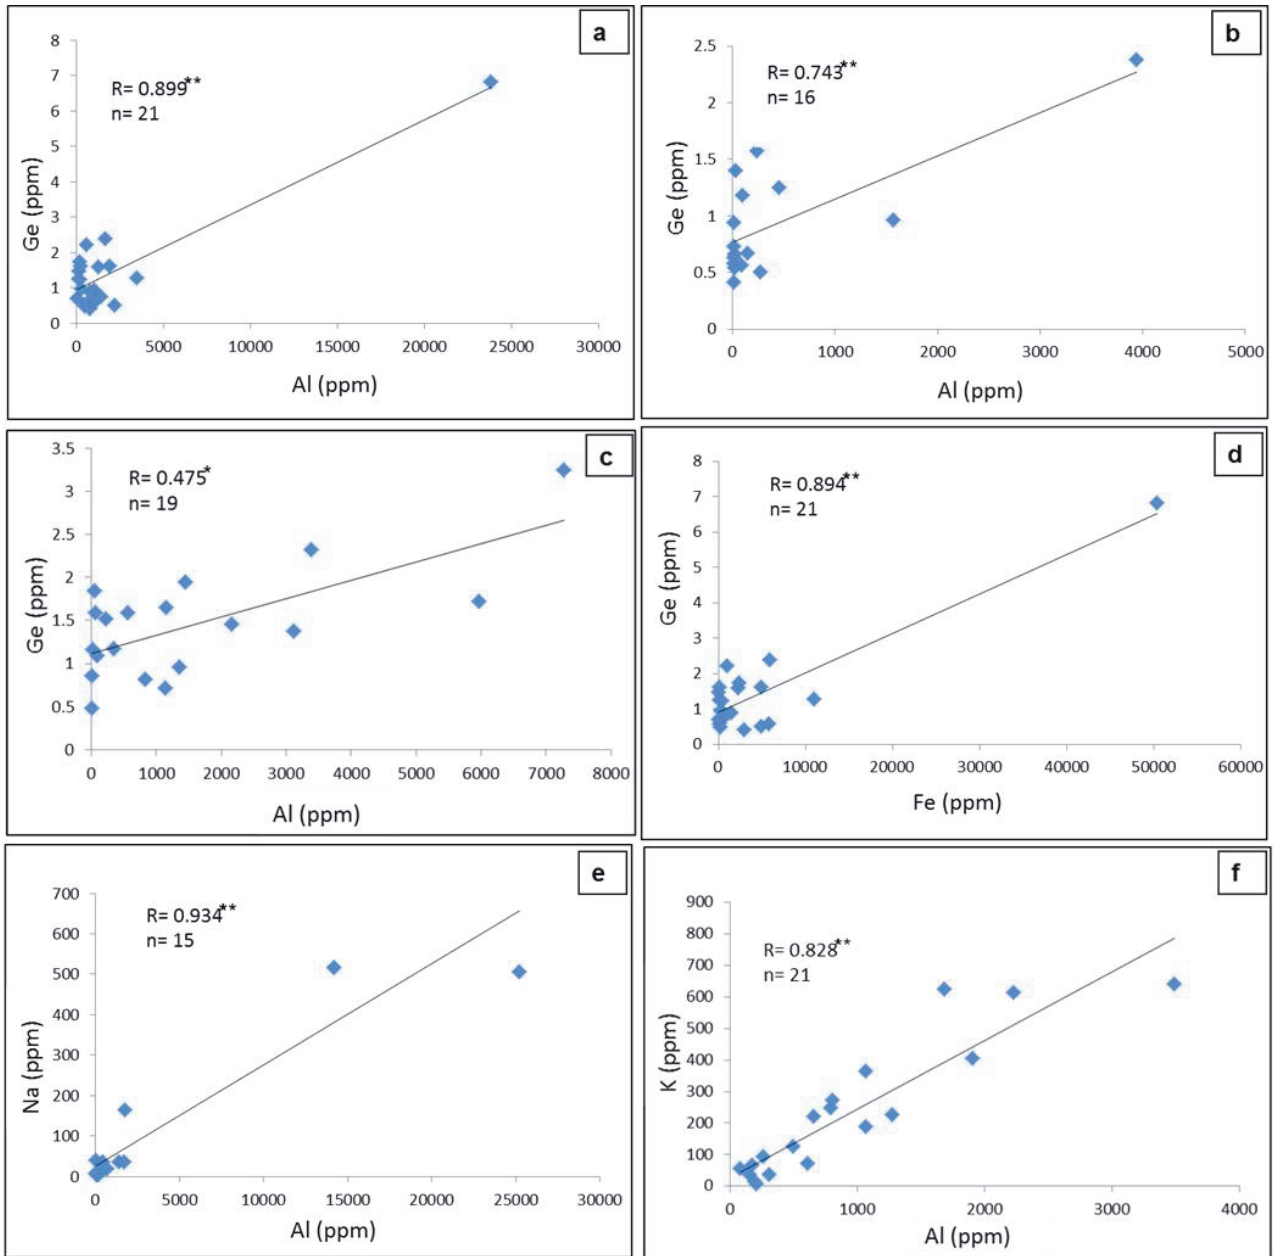 a
R= 0.899**
n= 21
Ge (ppm)
8
7
6
5
4
3
2
1
0
0 5000 10000 15000 20000 25000 30000
Al (ppm)
b
R= 0.743**
n= 16
Ge (ppm)
2.5
2
1.5
1
0.5
0
0 1000 2000 3000 4000 5000
Al (ppm)
c
R= 0.475*
n= 19
Ge (ppm)
3.5
3
2.5
2
1.5
1
0.5
0
0 1000 2000 3000 4000 5000 6000 7000 8000
Al (ppm)
d
R= 0.894**
n= 21
Ge (ppm)
8
7
6
5
4
3
2
1
0
0 10000 20000 30000 40000 50000 60000
Fe (ppm)
e
R= 0.934**
n= 15
Na (ppm)
700
600
500
400
300
200
100
0
0 5000 10000 15000 20000 25000 30000
Al (ppm)
f
R= 0.828**
n= 21
K (ppm)
900
800
700
600
500
400
300
200
100
0
0 1000 2000 3000 4000
Al (ppm)